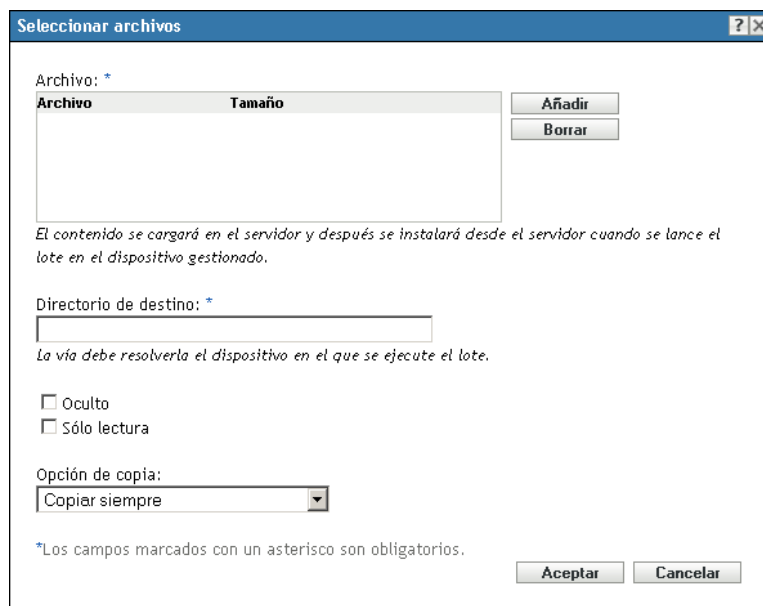 Seleccionar archivos
Archivo: *
Archivo Tamaño
Añadir
Borrar
El contenido se cargará en el servidor y después se instalará desde el servidor cuando se lance el
lote en el dispositivo gestionado.
Directorio de destino: *
La vía debe resolverla el dispositivo en el que se ejecute el lote.
Oculto
Sólo lectura
Opción de copia:
Copiar siempre
*Los campos marcados con un asterisco son obligatorios.
Aceptar Cancelar